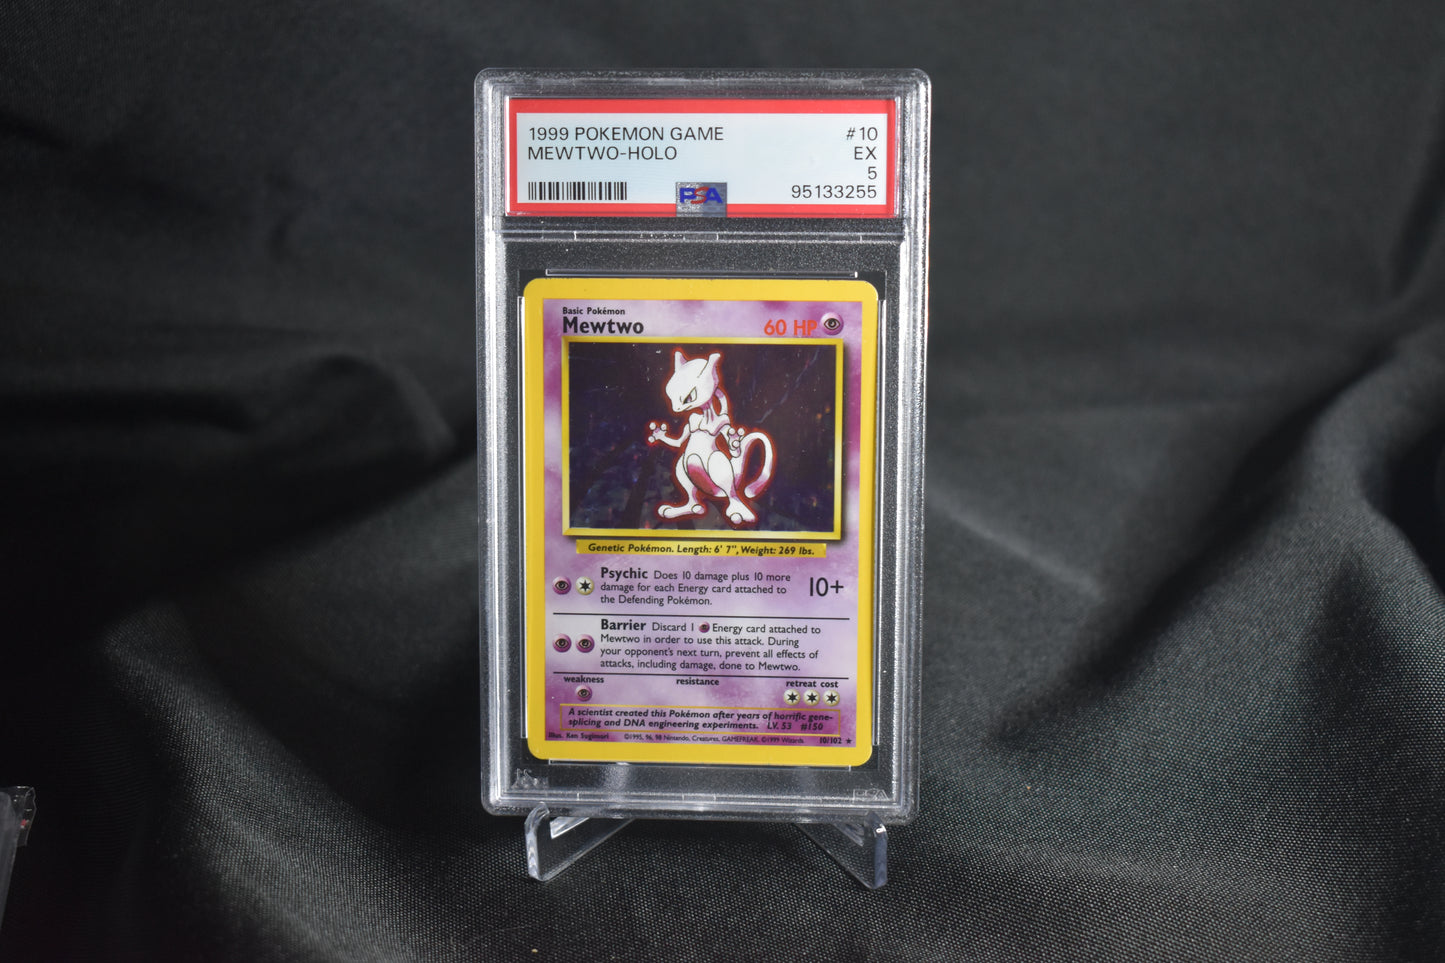 1999 POKEMON GAME #10
MEWTWO-HOLO EX
5
PSA 95133255
Basic Pokémon
Mewtwo 60 HP
Genetic Pokémon. Length: 6' 7", Weight: 269 lbs.
Psychic Does 10 damage plus 10 more
damage for each Energy card attached to
the Defending Pokémon.
10+
Barrier Discard 1 Energy card attached to
Mewtwo in order to use this attack. During
your opponent's next turn, prevent all effects of
attacks, including damage, done to Mewtwo.
weakness resistance retreat cost
A scientist created this Pokémon after years of horrific gene-
splicing and DNA engineering experiments. LV. 53 #150
Illus. Ken Sugimori ©1995, 96, 98 Nintendo, Creatures, GAMEFREAK. ©1999 Wizards. 10/102 ★
PSA